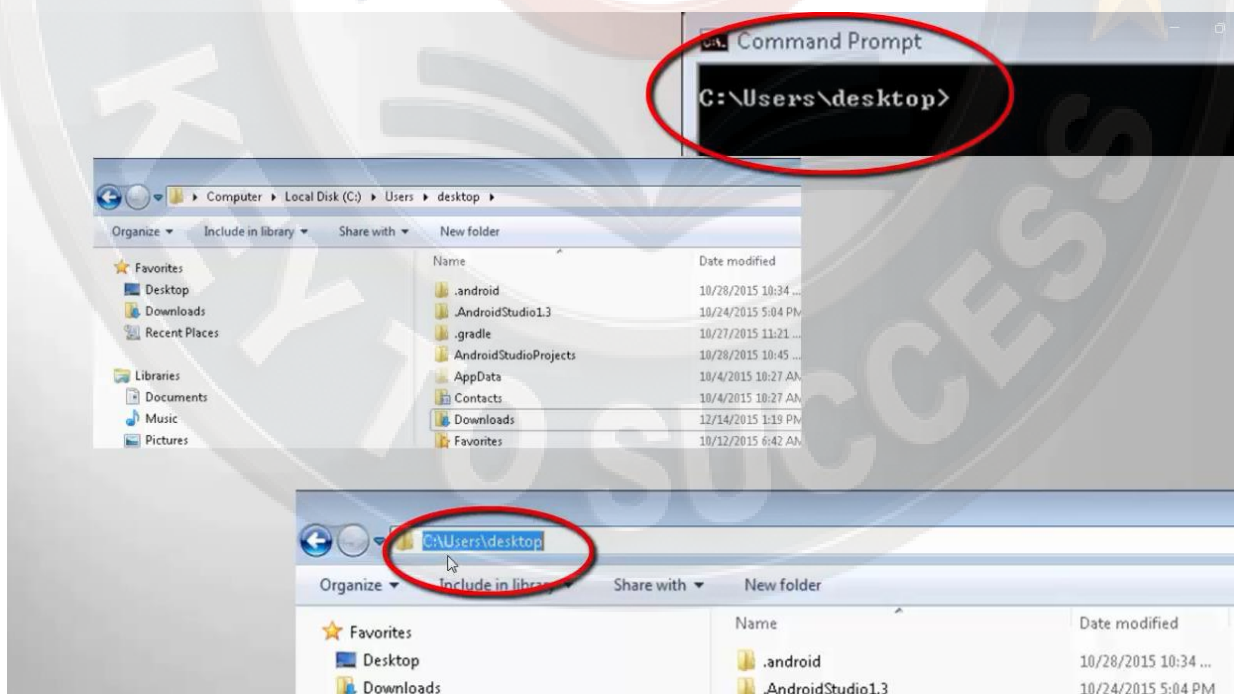 Command Prompt
C:\Users\desktop>
Computer Local Disk (C:) Users desktop
Organize Include in library Share with New folder
Name Date modified
Favorites
Desktop
Downloads
Recent Places
Libraries
Documents
Music
Pictures
.android 10/28/2015 10:34 ...
.AndroidStudio1.3 10/24/2015 5:04 PM
.gradle 10/27/2015 11:21 ...
AndroidStudioProjects 10/28/2015 10:45 ...
AppData 10/4/2015 10:27 AM
Contacts 10/4/2015 10:27 AM
Downloads 12/14/2015 1:19 PM
Favorites 10/12/2015 6:42 AM
C:\Users\desktop
Organize Include in library Share with New folder
Name Date modified
Favorites
Desktop
Downloads
.android 10/28/2015 10:34 ...
.AndroidStudio1.3 10/24/2015 5:04 PM
KEY TO SUCCESS